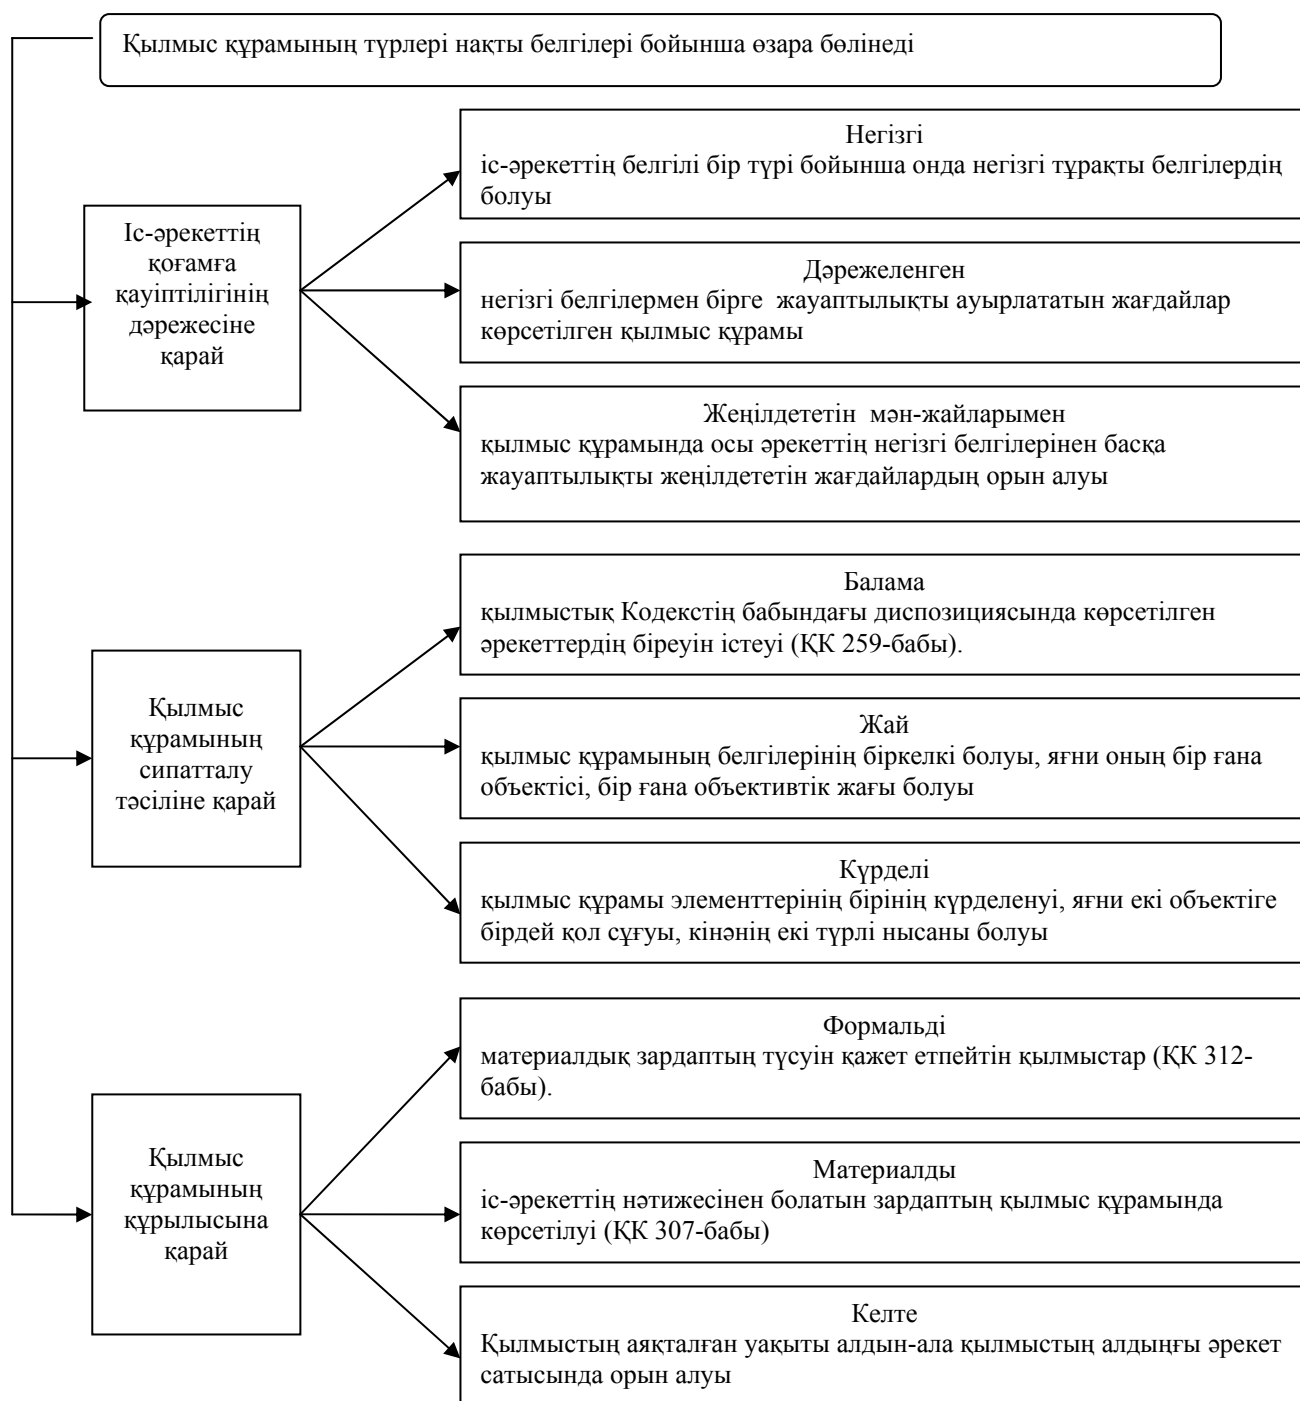 Қылмыс құрамының түрлері нақты белгілері бойынша өзара бөлінеді
Іс-әрекеттің
қоғамға
қауіптілігінің
дәрежесіне
қарай
Негізгі
іс-әрекеттің белгілі бір түрі бойынша онда негізгі тұрақты белгілердің
болуы
Дәрежеленген
негізгі белгілермен бірге жауаптылықты ауырлататын жағдайлар
көрсетілген қылмыс құрамы
Жеңілдететін мән-жайларымен
қылмыс құрамында осы әрекеттің негізгі белгілерінен басқа
жауаптылықты жеңілдететін жағдайлардың орын алуы
Қылмыс
құрамының
сипатталу
тәсіліне қарай
Балама
қылмыстық Кодекстің бабындағы диспозициясында көрсетілген
әрекеттердің біреуін істеуі (ҚК 259-бабы).
Жай
қылмыс құрамының белгілерінің біркелкі болуы, яғни оның бір ғана
объектісі, бір ғана объективтік жағы болуы
Күрделі
қылмыс құрамы элементтерінің бірінің күрделенуі, яғни екі объектіге
бірдей қол сұғуы, кінәнің екі түрлі нысаны болуы
Қылмыс
құрамының
құрылысына
қарай
Формальді
материалдық зардаптың түсуін қажет етпейтін қылмыстар (ҚК 312-
бабы).
Материалды
іс-әрекеттің нәтижесінен болатын зардаптың қылмыс құрамында
көрсетілуі (ҚК 307-бабы)
Келте
Қылмыстың аяқталған уақыты алдын-ала қылмыстың алдыңғы әрекет
сатысында орын алуы